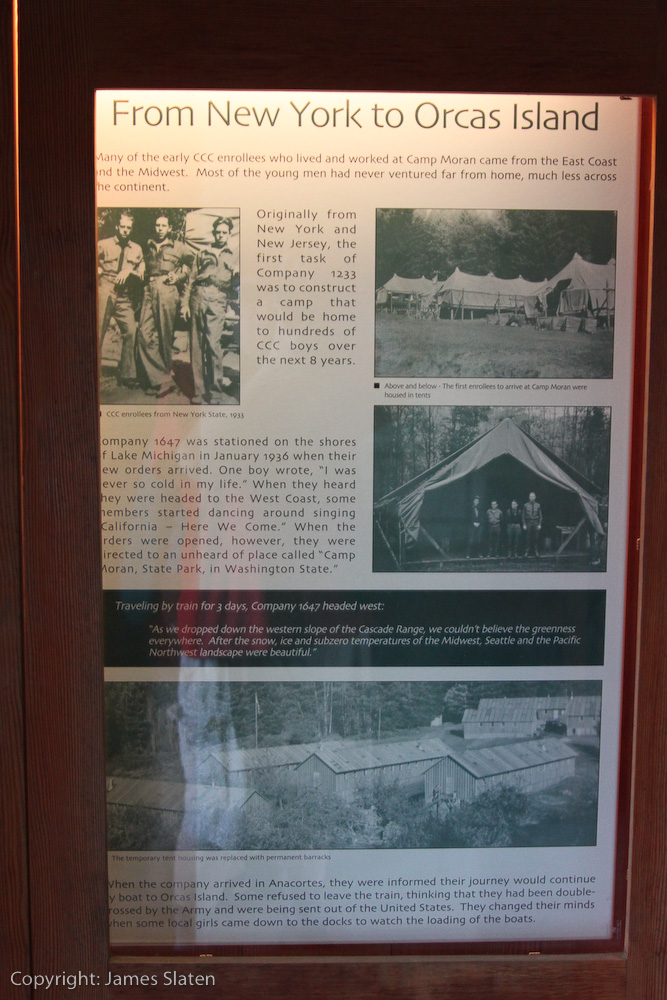 From New York to Orcas Island
Many of the early CCC enrollees who lived and worked at Camp Moran came from the East Coast
and the Midwest. Most of the young men had never ventured far from home, much less across
the continent.
Originally from
New York and
New Jersey, the
first task of
Company 1233
was to construct
a camp that
would be home
to hundreds of
CCC boys over
the next 8 years.
CCC enrollees from New York State, 1933
Above and below - The first enrollees to arrive at Camp Moran were
housed in tents
ompany 1647 was stationed on the shores
f Lake Michigan in January 1936 when their
ew orders arrived. One boy wrote, "I was
ever so cold in my life." When they heard
hey were headed to the West Coast, some
members started dancing around singing
California – Here We Come." When the
rders were opened, however, they were
directed to an unheard of place called "Camp
Moran, State Park, in Washington State."
Traveling by train for 3 days, Company 1647 headed west:
"As we dropped down the western slope of the Cascade Range, we couldn't believe the greenness
everywhere. After the snow, ice and subzero temperatures of the Midwest, Seattle and the Pacific
Northwest landscape were beautiful."
The temporary tent housing was replaced with permanent barracks
When the company arrived in Anacortes, they were informed their journey would continue
y boat to Orcas Island. Some refused to leave the train, thinking that they had been double-
rossed by the Army and were being sent out of the United States. They changed their minds
when some local girls came down to the docks to watch the loading of the boats.
Copyright: James Slaten